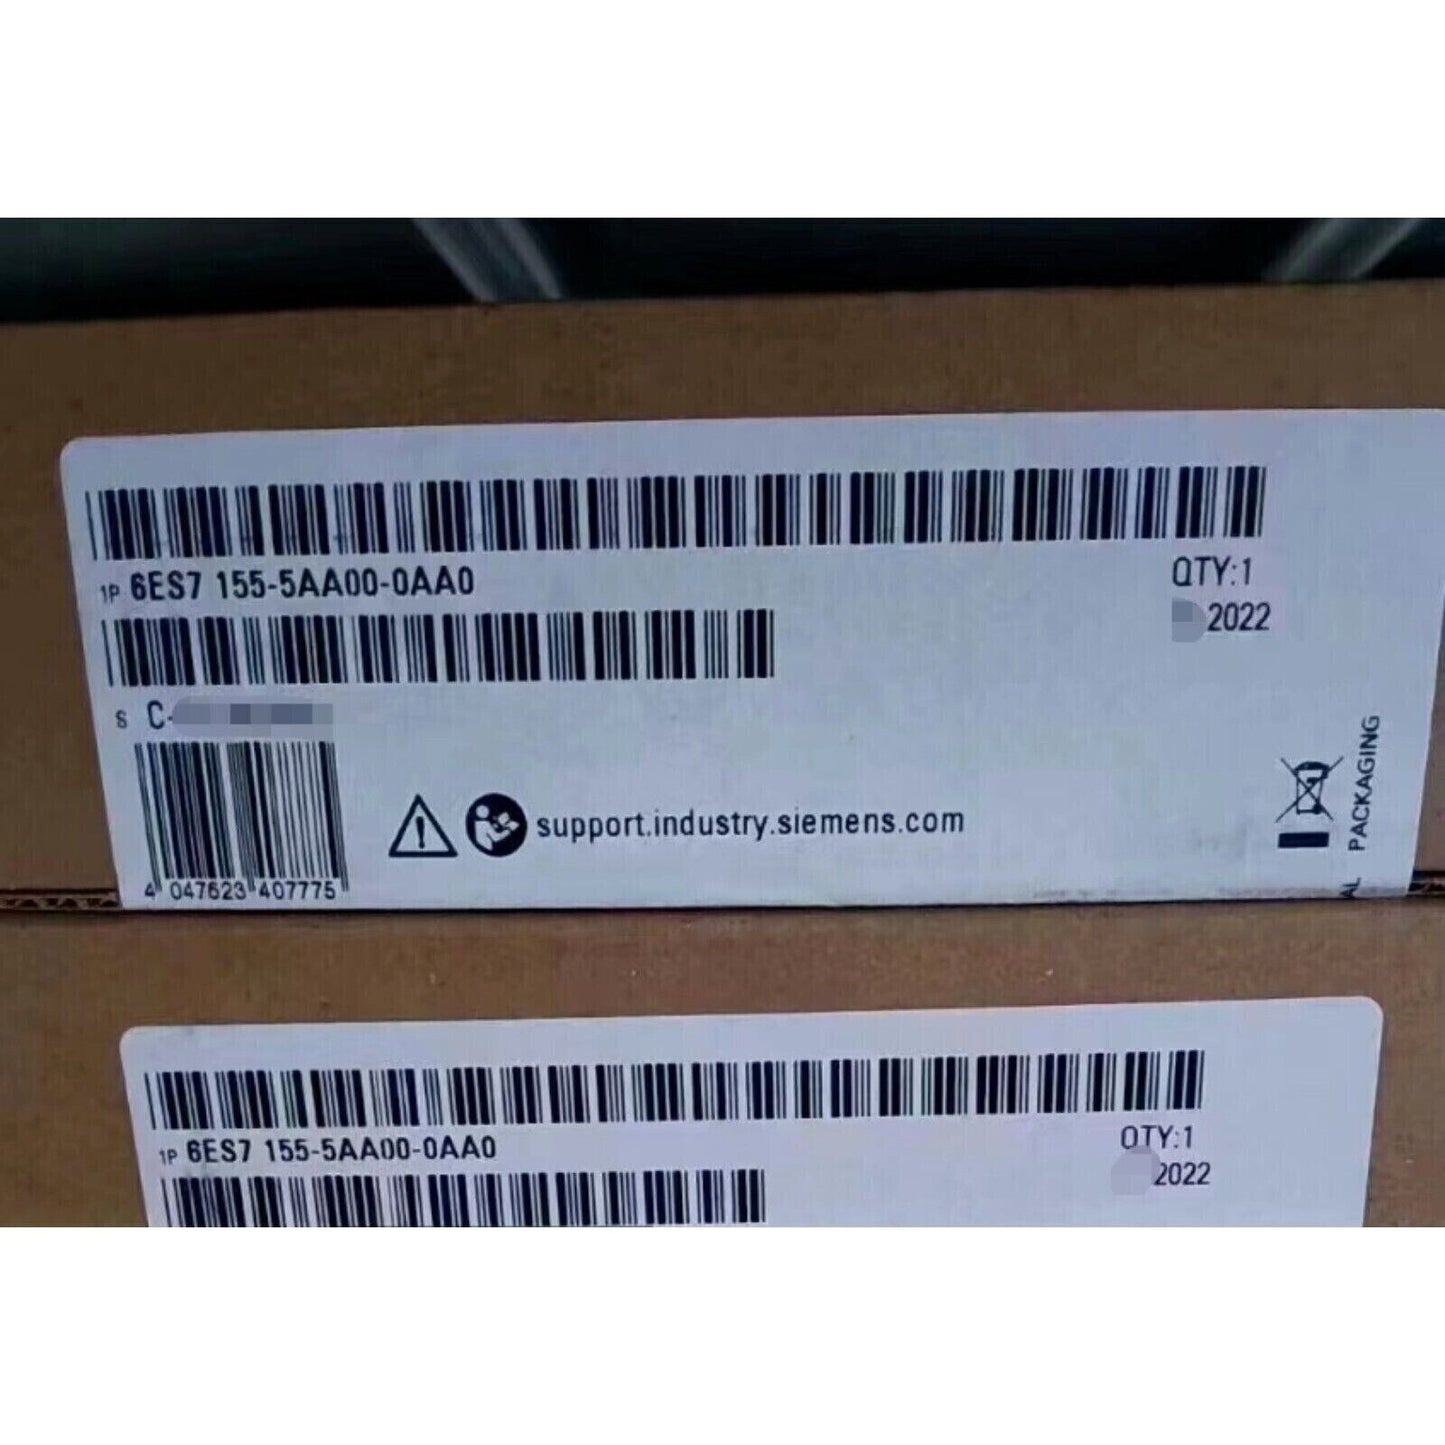 1P 6ES7 155-5AA00-0AA0
QTY:1
2022
S C-
support.industry.siemens.com
4 047623 407775
AL PACKAGING
1P 6ES7 155-5AA00-0AA0
QTY:1
2022